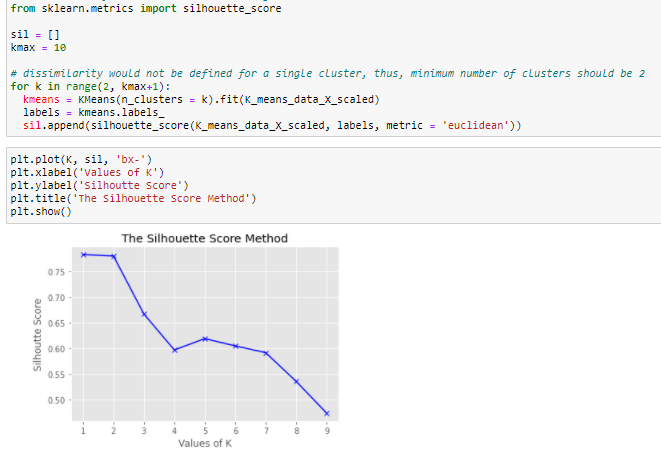 from sklearn.metrics import silhouette_score
sil = []
kmax = 10
# dissimilarity would not be defined for a single cluster, thus, minimum number of clusters should be 2
for k in range(2, kmax+1):
kmeans = KMeans(n_clusters = k).fit(K_means_data_X_scaled)
labels = kmeans.labels_
sil.append(silhouette_score(K_means_data_X_scaled, labels, metric = 'euclidean'))
plt.plot(K, sil, 'bx-')
plt.xlabel('Values of K')
plt.ylabel('Silhoutte Score')
plt.title('The Silhouette Score Method')
plt.show()
The Silhouette Score Method
Silhoutte Score
0.75
0.70
0.65
0.60
0.55
0.50
1 2 3 4 5 6 7 8 9
Values of K